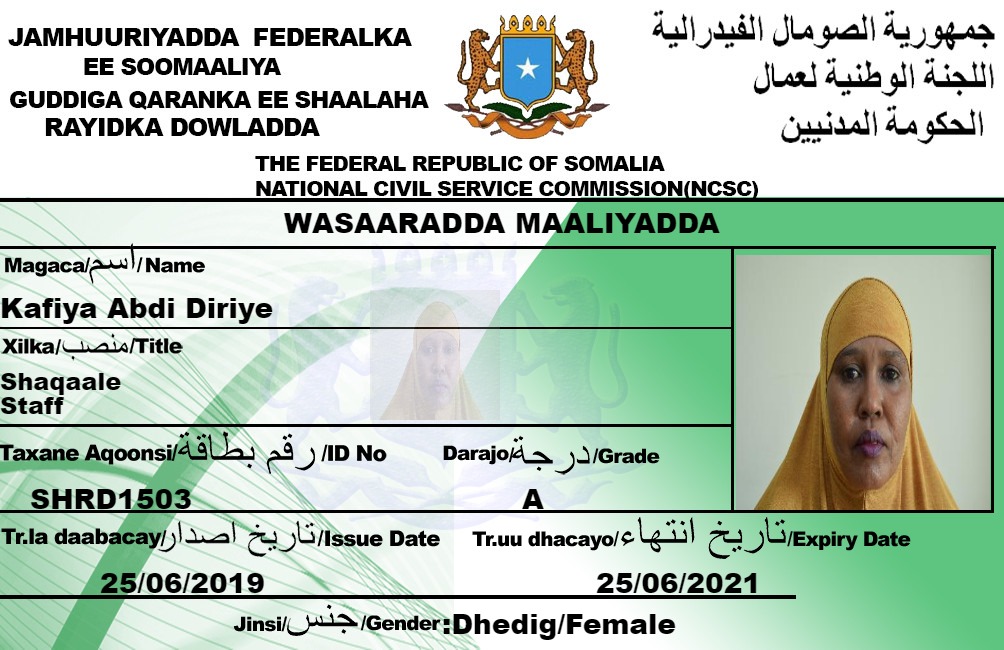 JAMHUURIYADDA FEDERALKA
EE SOOMAALIYA
GUDDIGA QARANKA EE SHAALAHA
RAYIDKA DOWLADDA
جمهورية الصومال الفيدرالية
اللجنة الوطنية لعمال
الحكومة المدنيين
THE FEDERAL REPUBLIC OF SOMALIA
NATIONAL CIVIL SERVICE COMMISSION(NCSC)
WASAARADDA MAALIYADDA
Magaca/اسم/Name
Kafiya Abdi Diriye
Xilka/منصب/Title
Shaqaale
Staff
Taxane Aqoonsi/رقم بطاقة/ID No
Darajo/درجة/Grade
SHRD1503
A
Tr.la daabacay/تاريخ اصدار/Issue Date
Tr.uu dhacayo/تاريخ انتهاء/Expiry Date
25/06/2019
25/06/2021
Jinsi/جنس/Gender:Dhedig/Female